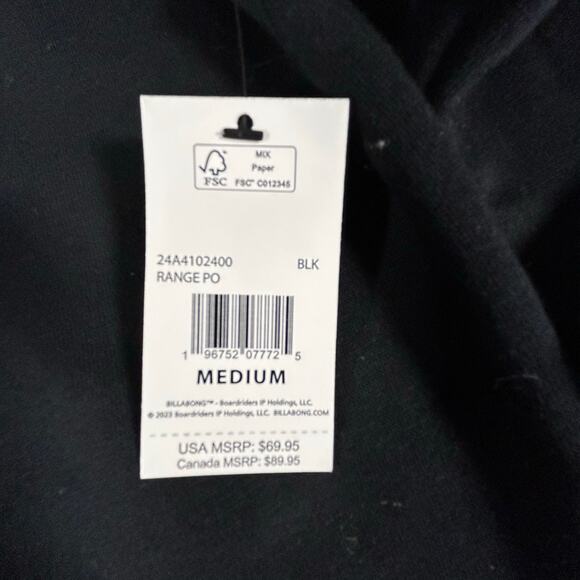 MIX
Paper
FSC™ C012345
FSC
24A4102400 BLK
RANGE PO
1 96752 07772 5
MEDIUM
BILLABONG™ - Boardriders IP Holdings, LLC.
© 2023 Boardriders IP Holdings, LLC. BILLABONG.COM
USA MSRP: $69.95
Canada MSRP: $89.95